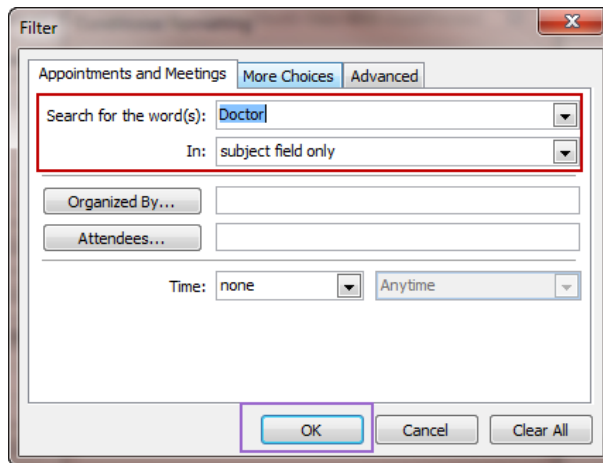 Filter
Appointments and Meetings More Choices Advanced
Search for the word(s): Doctor
In: subject field only
Organized By...
Attendees...
Time: none Anytime
OK Cancel Clear All